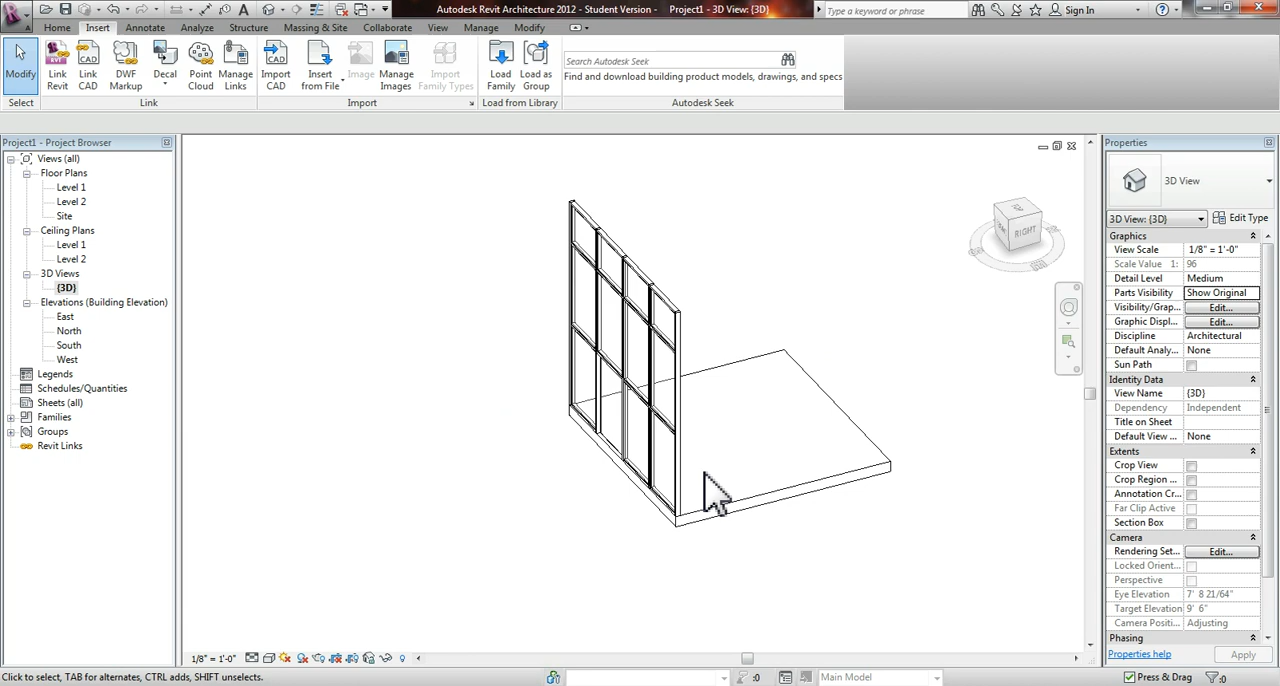 Autodesk Revit Architecture 2012 - Student Version - Project1 - 3D View: {3D}
Type a keyword or phrase
Sign In
Home Insert Annotate Analyze Structure Massing & Site Collaborate View Manage Modify
Modify
Link Revit
Link CAD
DWF Markup
Decal
Point Cloud
Manage Links
Import CAD
Insert from File
Image
Manage Images
Import Family Types
Load Family
Load as Group
Search Autodesk Seek
Find and download building product models, drawings, and specs
Select Link Import Load from Library Autodesk Seek
Project1 - Project Browser
Views (all)
Floor Plans
Level 1
Level 2
Site
Ceiling Plans
Level 1
Level 2
3D Views
{3D}
Elevations (Building Elevation)
East
North
South
West
Legends
Schedules/Quantities
Sheets (all)
Families
Groups
Revit Links
RIGHT
Properties
3D View
3D View: {3D} Edit Type
Graphics
View Scale 1/8" = 1'-0"
Scale Value 1: 96
Detail Level Medium
Parts Visibility Show Original
Visibility/Grap... Edit...
Graphic Displ... Edit...
Discipline Architectural
Default Analy... None
Sun Path
Identity Data
View Name {3D}
Dependency Independent
Title on Sheet
Default View ... None
Extents
Crop View
Crop Region ...
Annotation Cr...
Far Clip Active
Section Box
Camera
Rendering Set... Edit...
Locked Orient...
Perspective
Eye Elevation 7' 8 21/64"
Target Elevation 9' 6"
Camera Positi... Adjusting
Phasing
Properties help Apply
1/8" = 1'-0"
Click to select, TAB for alternates, CTRL adds, SHIFT unselects.
:0
Main Model
Press & Drag
:0